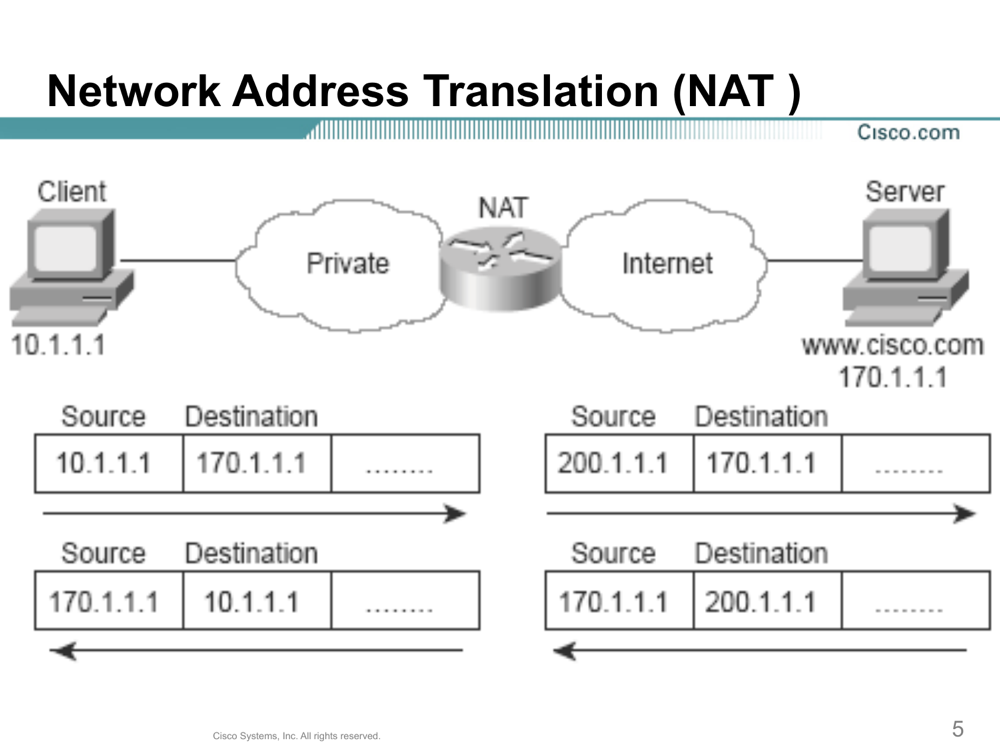 Network Address Translation (NAT )
Cisco.com
Client
NAT
Server
Private
Internet
10.1.1.1
www.cisco.com
170.1.1.1
Source Destination
10.1.1.1 170.1.1.1 ........
Source Destination
200.1.1.1 170.1.1.1 ........
Source Destination
170.1.1.1 10.1.1.1 ........
Source Destination
170.1.1.1 200.1.1.1 ........
Cisco Systems, Inc. All rights reserved.
5